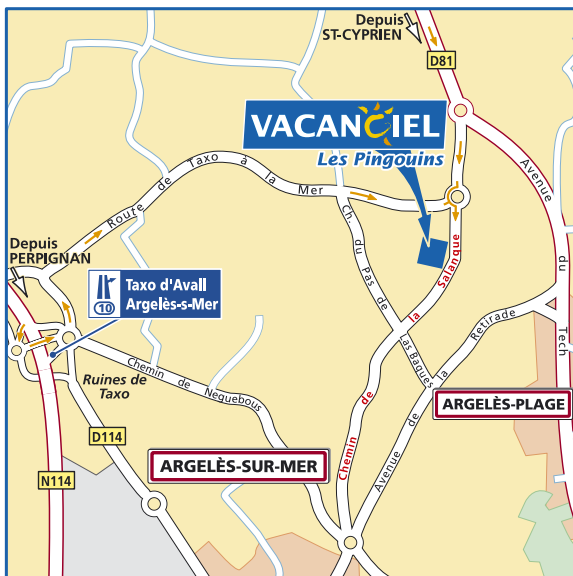 Depuis
ST-CYPRIEN
D81
VACANCIEL
Les Pingouins
Avenue du Tech
Route de Taxo à la Mer
Ch. du Pas de Las Baques
Depuis
PERPIGNAN
10
Taxo d'Avall
Argelès-s-Mer
Chemin de la Salanque
Avenue de la Retirade
Ruines de
Taxo
Chemin de Neguebous
ARGELÈS-PLAGE
D114
ARGELÈS-SUR-MER
N114